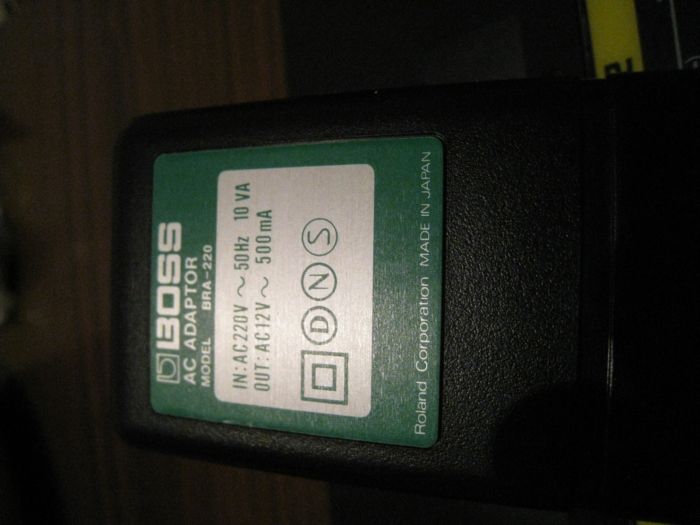 BOSS
AC ADAPTOR
MODEL BRA-220
IN: AC220V ~ 50Hz 10 VA
OUT: AC12V ~ 500mA
D N S
Roland Corporation MADE IN JAPAN